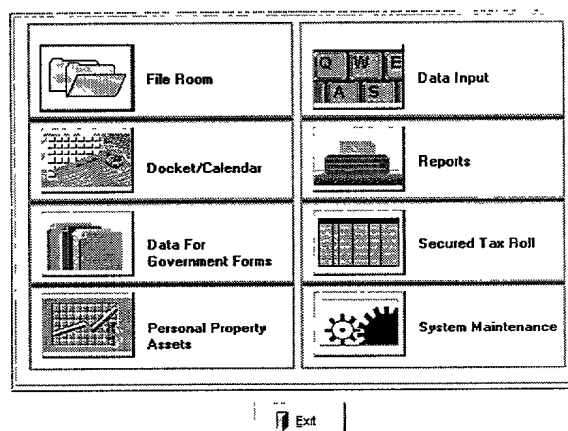 File Room
Q W E
A S
Data Input
Docket/Calendar
Reports
Data For
Government Forms
Secured Tax Roll
Personal Property
Assets
System Maintenance
Exit